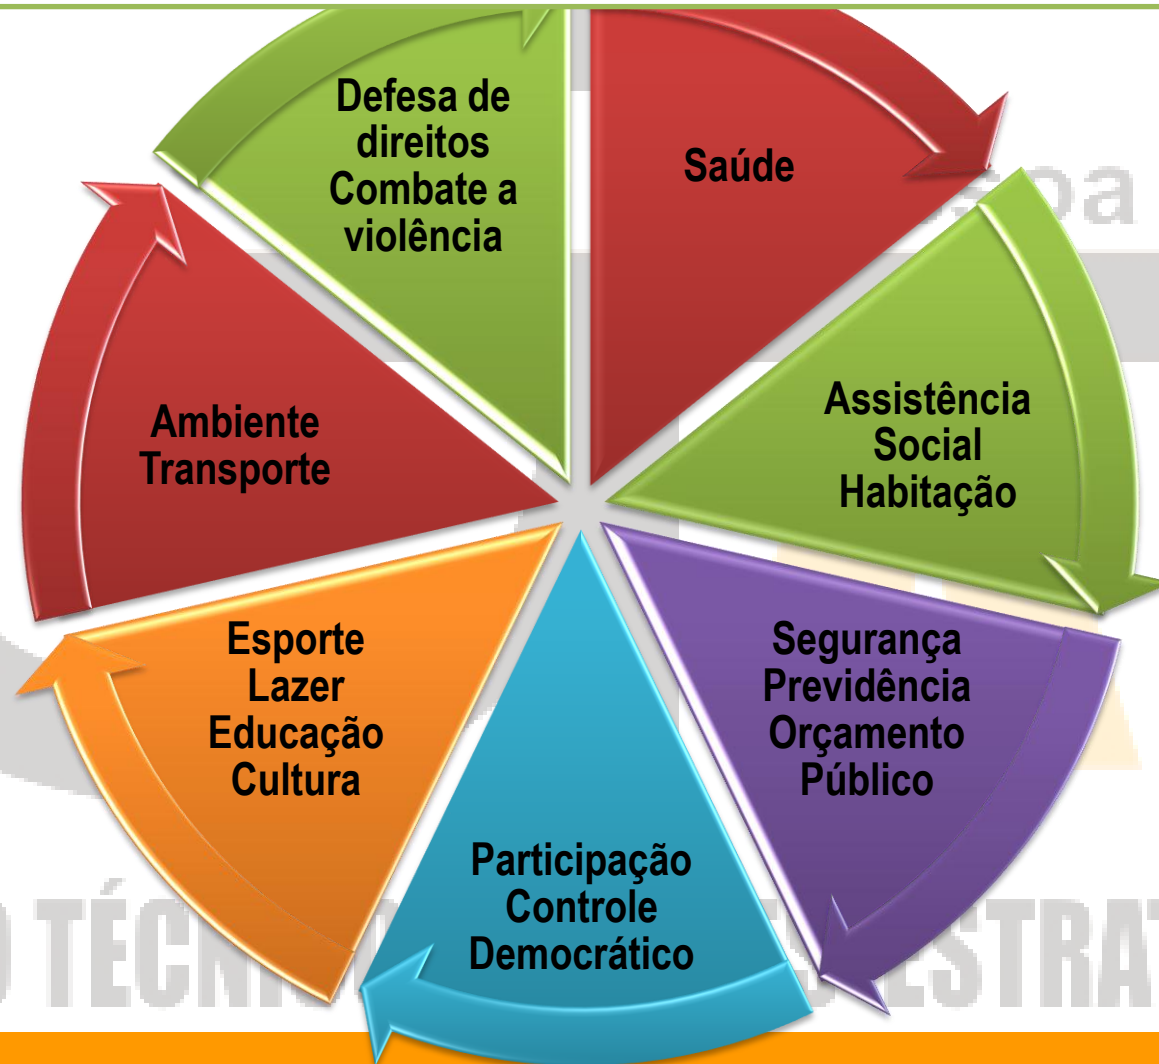 Defesa de
direitos
Combate a
violência
Saúde
Assistência
Social
Habitação
Segurança
Previdência
Orçamento
Público
Participação
Controle
Democrático
Esporte
Lazer
Educação
Cultura
Ambiente
Transporte